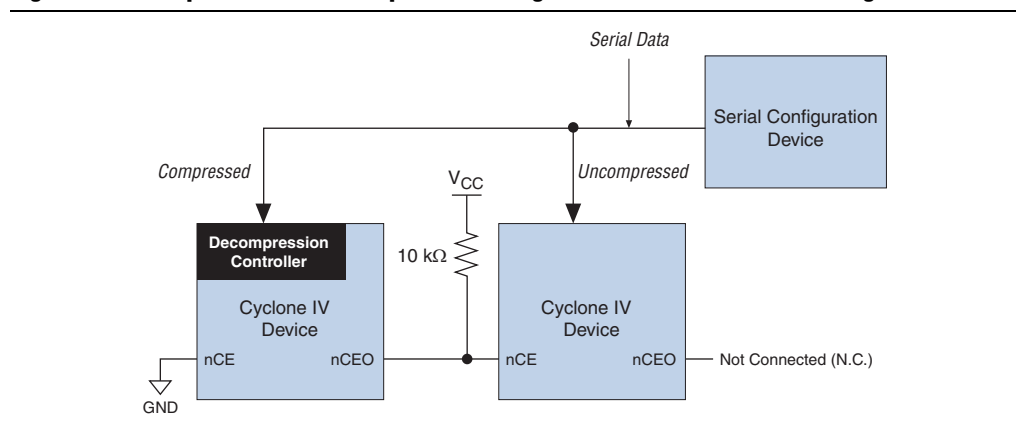 Serial Data
Serial Configuration
Device
Compressed
Uncompressed
VCC
10 kΩ
Decompression
Controller
Cyclone IV
Device
nCE
nCEO
Cyclone IV
Device
nCE
nCEO
Not Connected (N.C.)
GND